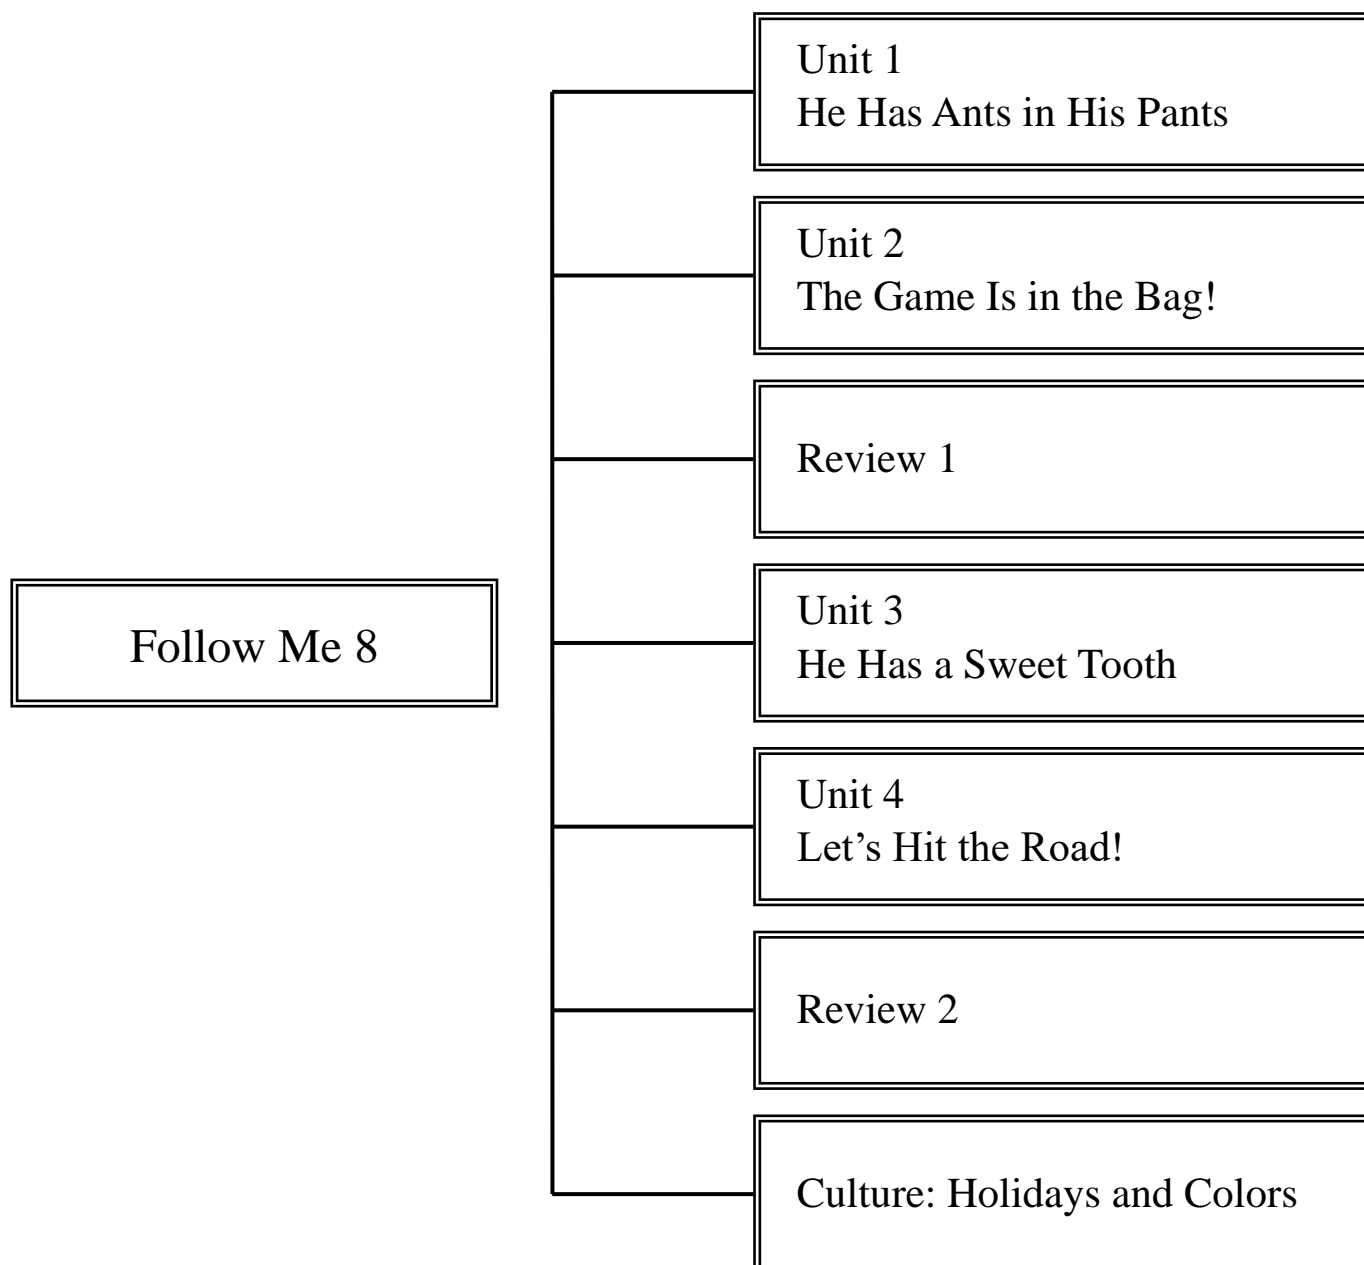 Follow Me 8
Unit 1
He Has Ants in His Pants
Unit 2
The Game Is in the Bag!
Review 1
Unit 3
He Has a Sweet Tooth
Unit 4
Let’s Hit the Road!
Review 2
Culture: Holidays and Colors